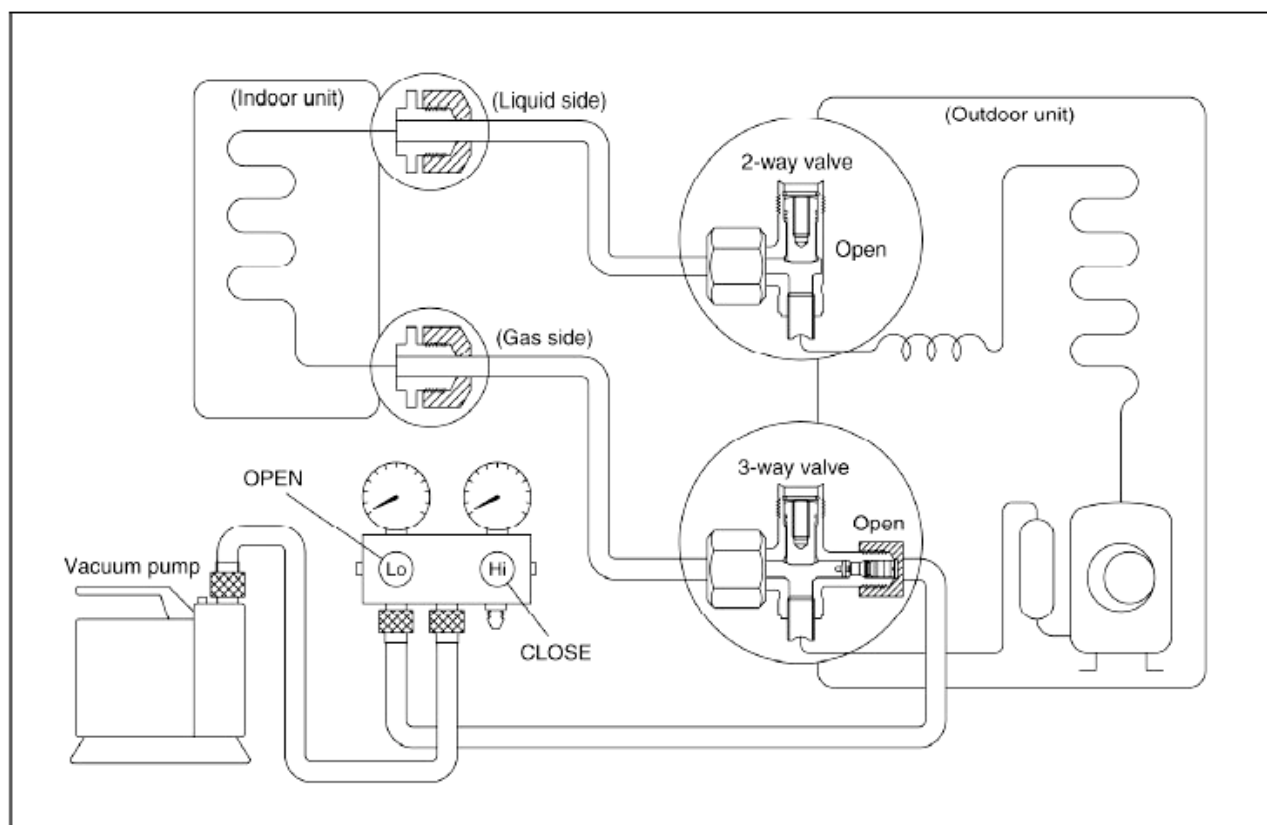 (Indoor unit)
(Liquid side)
(Outdoor unit)
2-way valve
Open
(Gas side)
3-way valve
OPEN
Open
Vacuum pump
Lo
Hi
CLOSE